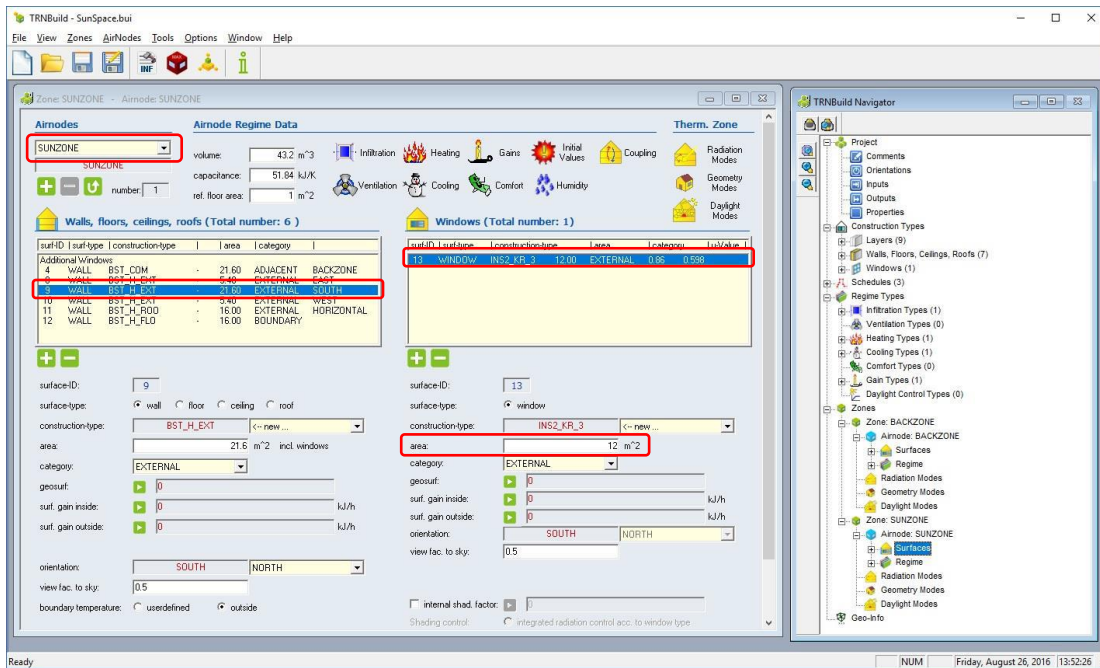 TRNBuild - SunSpace.bui
File View Zones AirNodes Tools Options Window Help
INF
Zone: SUNZONE - Airnode: SUNZONE
Airnodes
Airnode Regime Data
Therm. Zone
SUNZONE
SUNZONE
number: 1
volume: 43.2 m^3
capacitance: 51.84 kJ/K
ref. floor area: 1 m^2
Infiltration Heating Gains Initial Values Coupling
Ventilation Cooling Comfort Humidity
Radiation Modes
Geometry Modes
Daylight Modes
Walls, floors, ceilings, roofs (Total number: 6 )
surf-ID | surf-type | construction-type | | area | category |
Additional Windows
4 WALL BST_COM - 21.60 ADJACENT BACKZONE
8 WALL BST_H_EXT - 5.40 EXTERNAL EAST
9 WALL BST_H_EXT - 21.60 EXTERNAL SOUTH
10 WALL BST_H_EXT - 5.40 EXTERNAL WEST
11 WALL BST_H_ROO - 16.00 EXTERNAL HORIZONTAL
12 WALL BST_H_FLO - 16.00 BOUNDARY
surface-ID: 9
surface-type: wall floor ceiling roof
construction-type: BST_H_EXT <-- new ...
area: 21.6 m^2 incl. windows
category: EXTERNAL
geosurf: 0
surf. gain inside: 0 kJ/h
surf. gain outside: 0
orientation: SOUTH NORTH
view fac. to sky: 0.5
boundary temperature: userdefined outside
Windows (Total number: 1)
surf-ID | surf-type | construction-type | area | category | u-Value |
13 WINDOW INS2_KR_3 12.00 EXTERNAL 0.86 0.598
surface-ID: 13
surface-type: window
construction-type: INS2_KR_3 <-- new ...
area: 12 m^2
category: EXTERNAL
geosurf: 0
surf. gain inside: 0 kJ/h
surf. gain outside: 0 kJ/h
orientation: SOUTH NORTH
view fac. to sky: 0.5
internal shad. factor: 0
Shading control: integrated radiation control acc. to window type
TRNBuild Navigator
Project
Comments
Orientations
Inputs
Outputs
Properties
Construction Types
Layers (9)
Walls, Floors, Ceilings, Roofs (7)
Windows (1)
Schedules (3)
Regime Types
Infiltration Types (1)
Ventilation Types (0)
Heating Types (1)
Cooling Types (1)
Comfort Types (0)
Gain Types (1)
Daylight Control Types (0)
Zones
Zone: BACKZONE
Airnode: BACKZONE
Surfaces
Regime
Radiation Modes
Geometry Modes
Daylight Modes
Zone: SUNZONE
Airnode: SUNZONE
Surfaces
Regime
Radiation Modes
Geometry Modes
Daylight Modes
Geo-Info
Ready
NUM Friday, August 26, 2016 13:52:26